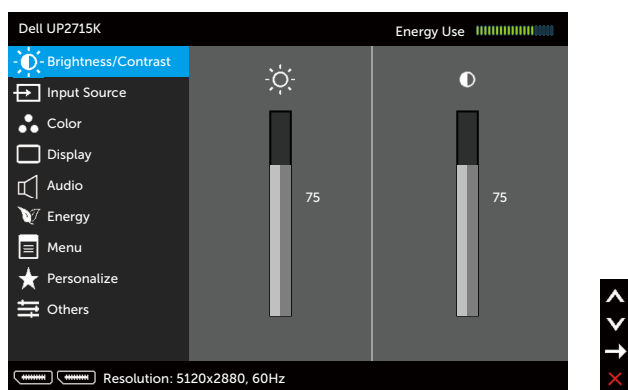 Dell UP2715K
Energy Use
Brightness/Contrast
Input Source
Color
Display
Audio
Energy
Menu
Personalize
Others
75
75
Resolution: 5120x2880, 60Hz